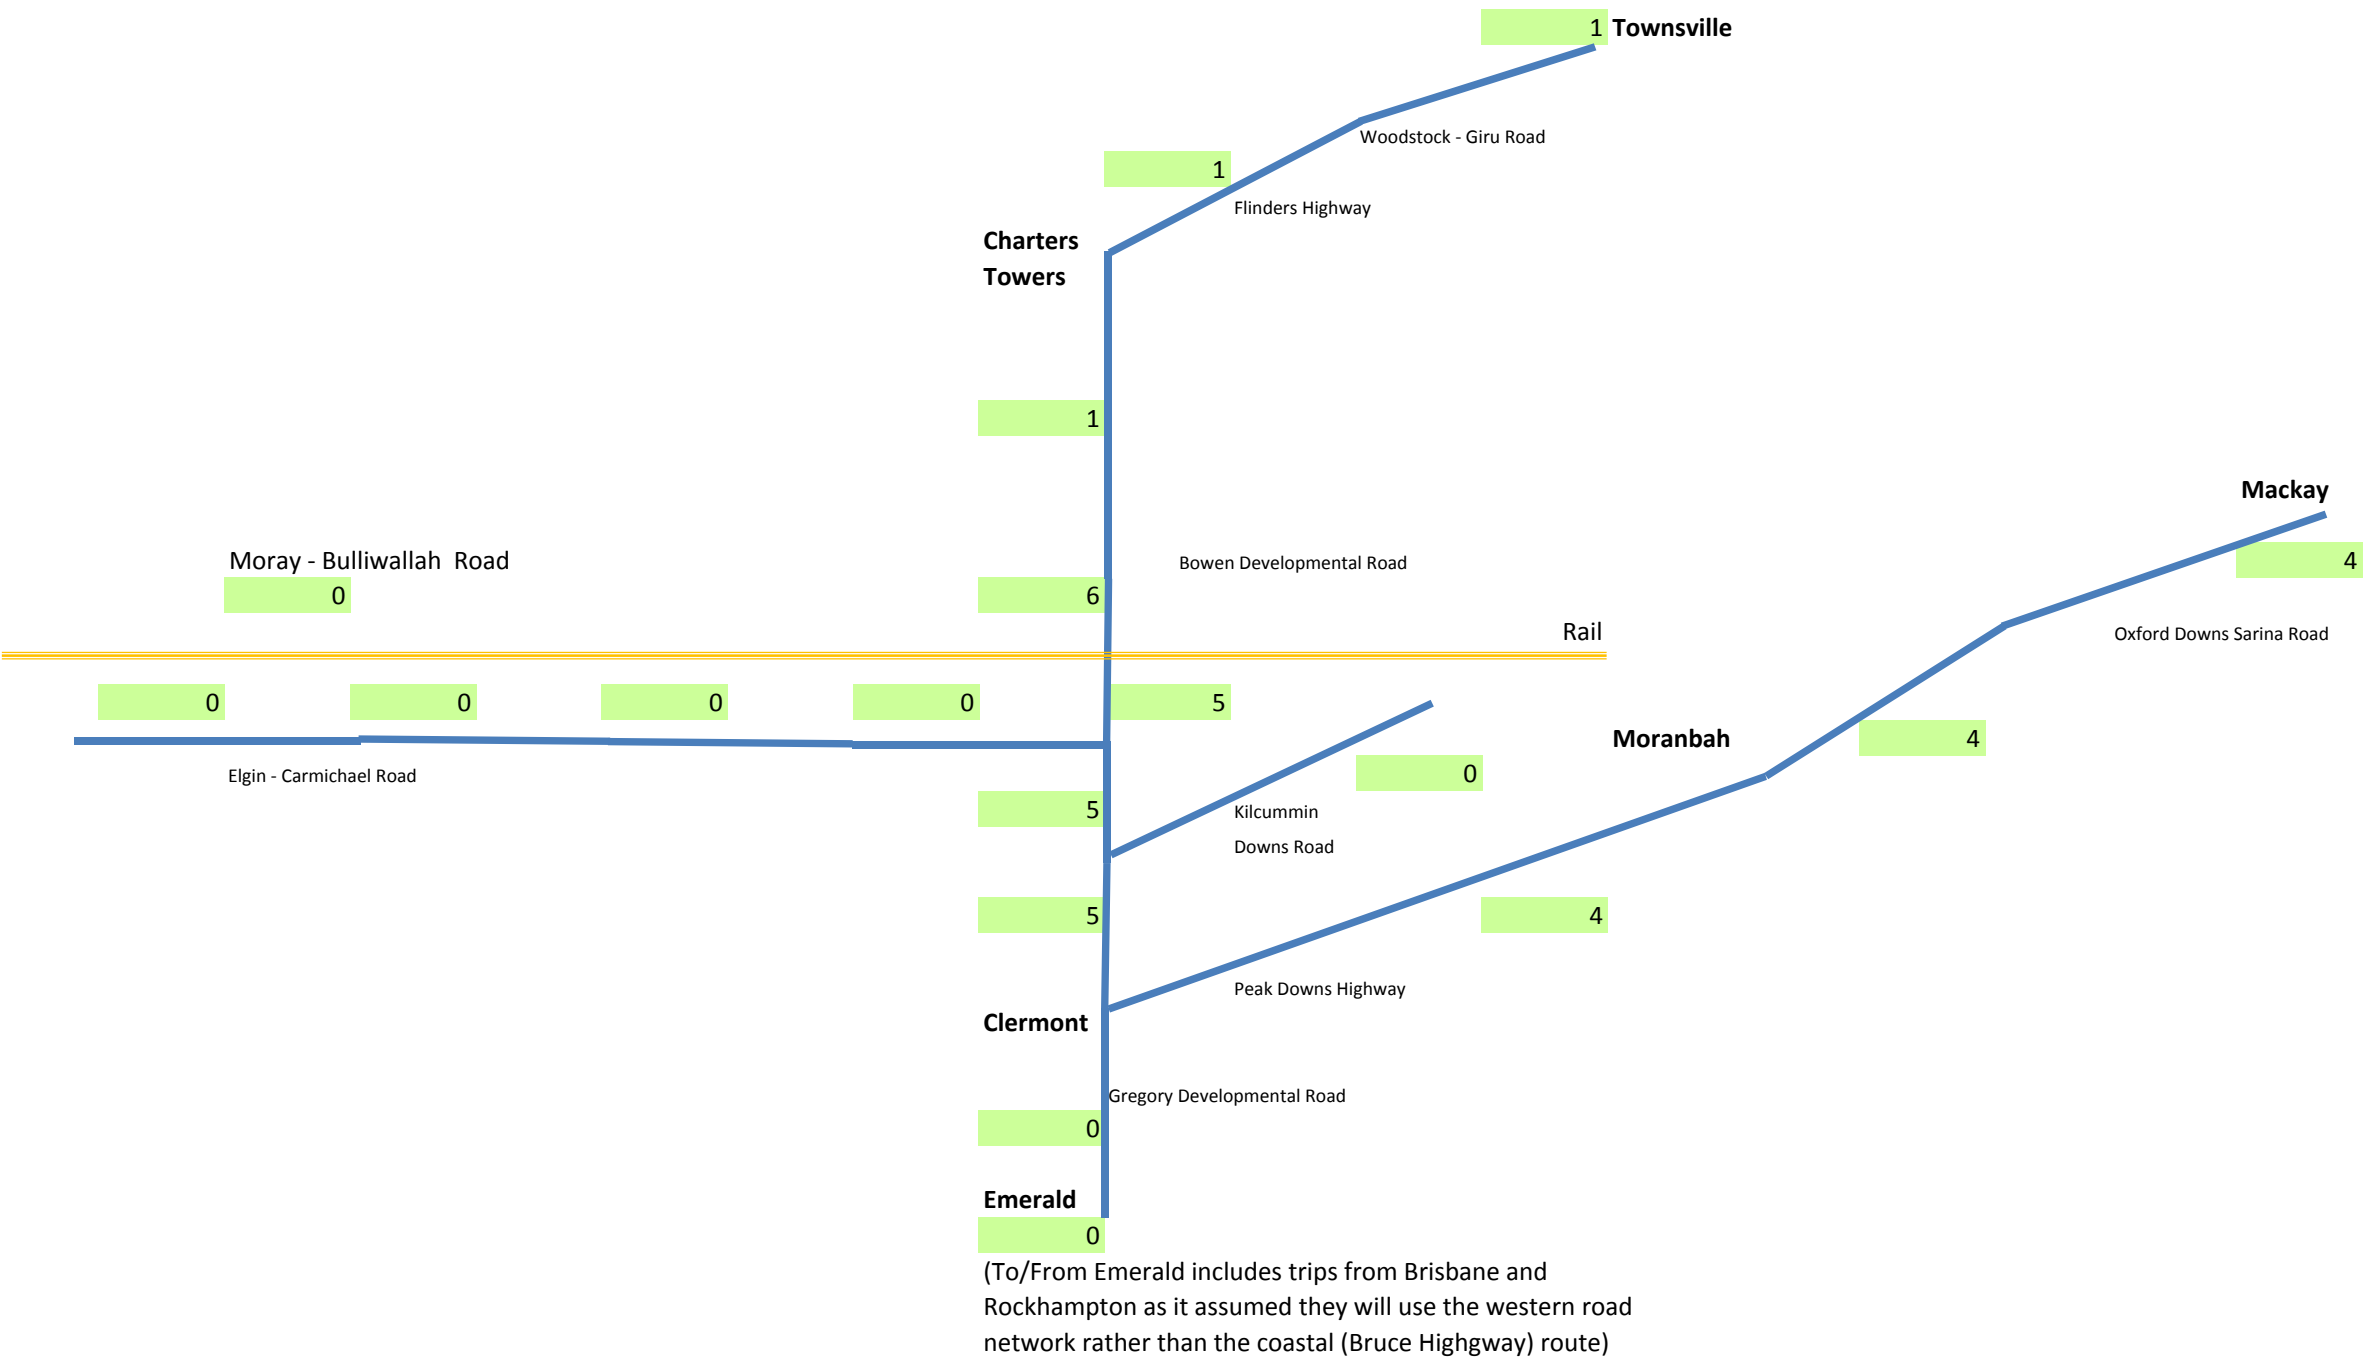 1 Townsville
Woodstock - Giru Road
1
Flinders Highway
Charters
Towers
1
Mackay
Moray - Bulliwallah  Road
Bowen Developmental Road
4
0
6
Rail
Oxford Downs Sarina Road
0
0
0
0
5
Moranbah
4
Elgin - Carmichael Road
0
5
Kilcummin
Downs Road
5
4
Peak Downs Highway
Clermont
Gregory Developmental Road
0
Emerald
0
(To/From Emerald includes trips from Brisbane and
Rockhampton as it assumed they will use the western road
network rather than the coastal (Bruce Highgway) route)